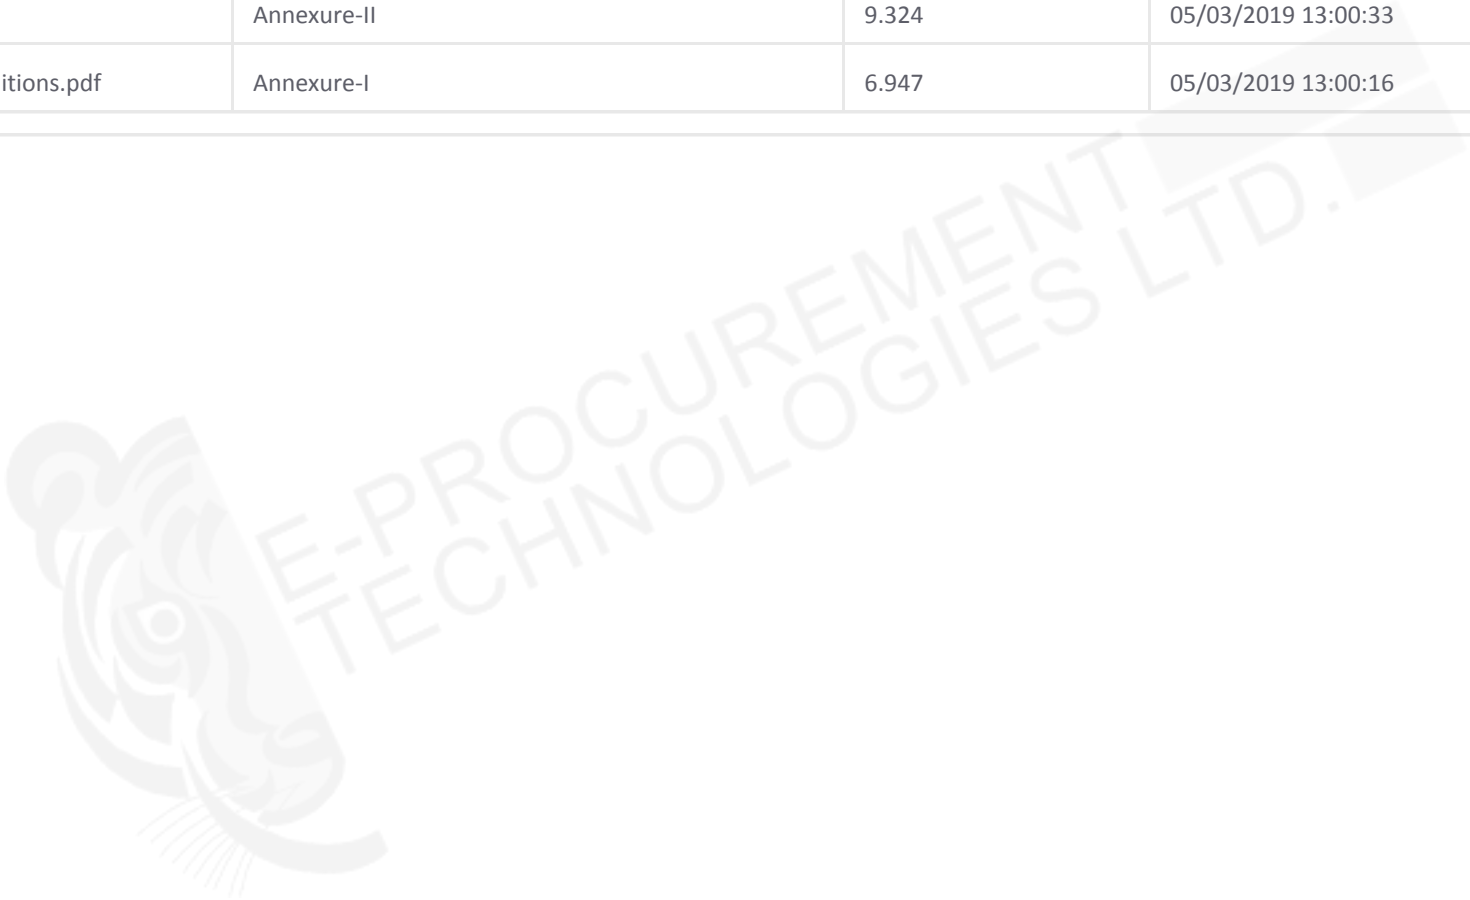 Annexure-II 9.324 05/03/2019 13:00:33
itions.pdf Annexure-I 6.947 05/03/2019 13:00:16
E-PROCUREMENT
TECHNOLOGIES LTD.